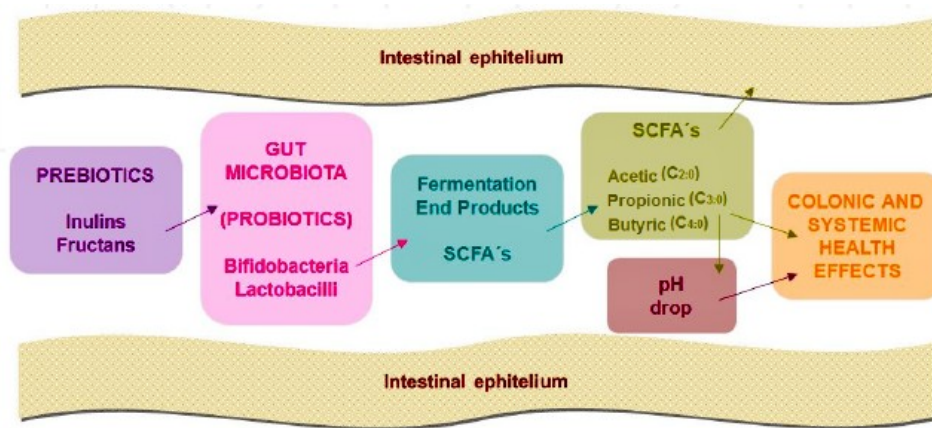 Intestinal ephitelium
PREBIOTICS
Inulins
Fructans
GUT
MICROBIOTA
(PROBIOTICS)
Bifidobacteria
Lactobacilli
Fermentation
End Products
SCFA´s
SCFA´s
Acetic (C2:0)
Propionic (C3:0)
Butyric (C4:0)
pH
drop
COLONIC AND
SYSTEMIC
HEALTH
EFFECTS
Intestinal ephitelium